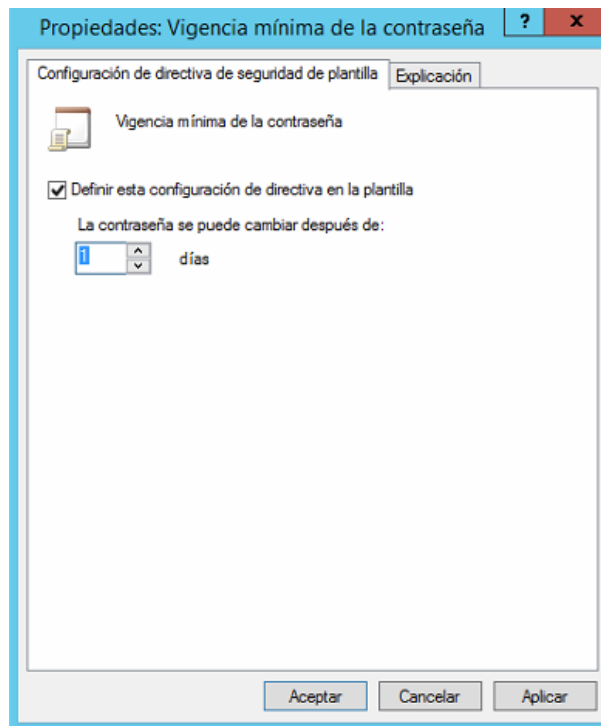 Propiedades: Vigencia mínima de la contraseña ? x
Configuración de directiva de seguridad de plantilla Explicación
Vigencia mínima de la contraseña
Definir esta configuración de directiva en la plantilla
La contraseña se puede cambiar después de:
1 días
Aceptar Cancelar Aplicar